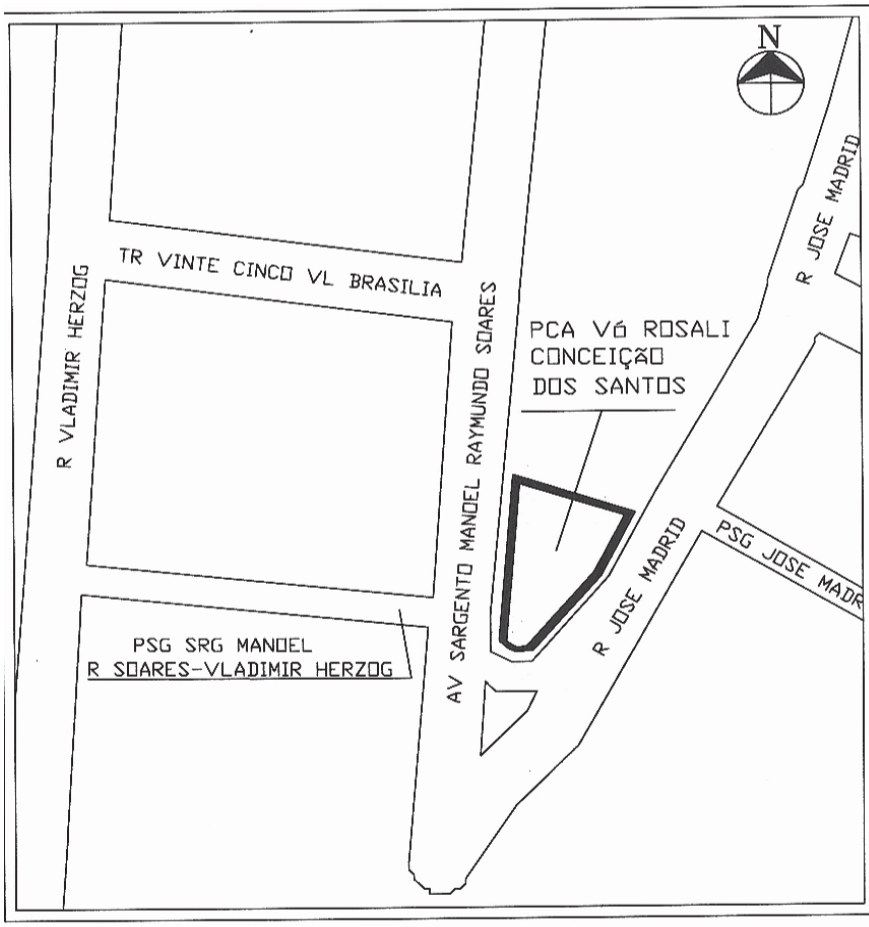 N
R JOSE MADRID
TR VINTE CINCO VL BRASILIA
R VLADIMIR HERZOG
AV SARGENTO MANOEL RAYMUNDO SOARES
PCA Vó ROSALI
CONCEIÇãO
DOS SANTOS
R JOSE MADRID
PSG JOSE MADR
PSG SRG MANOEL
R SOARES-VLADIMIR HERZOG